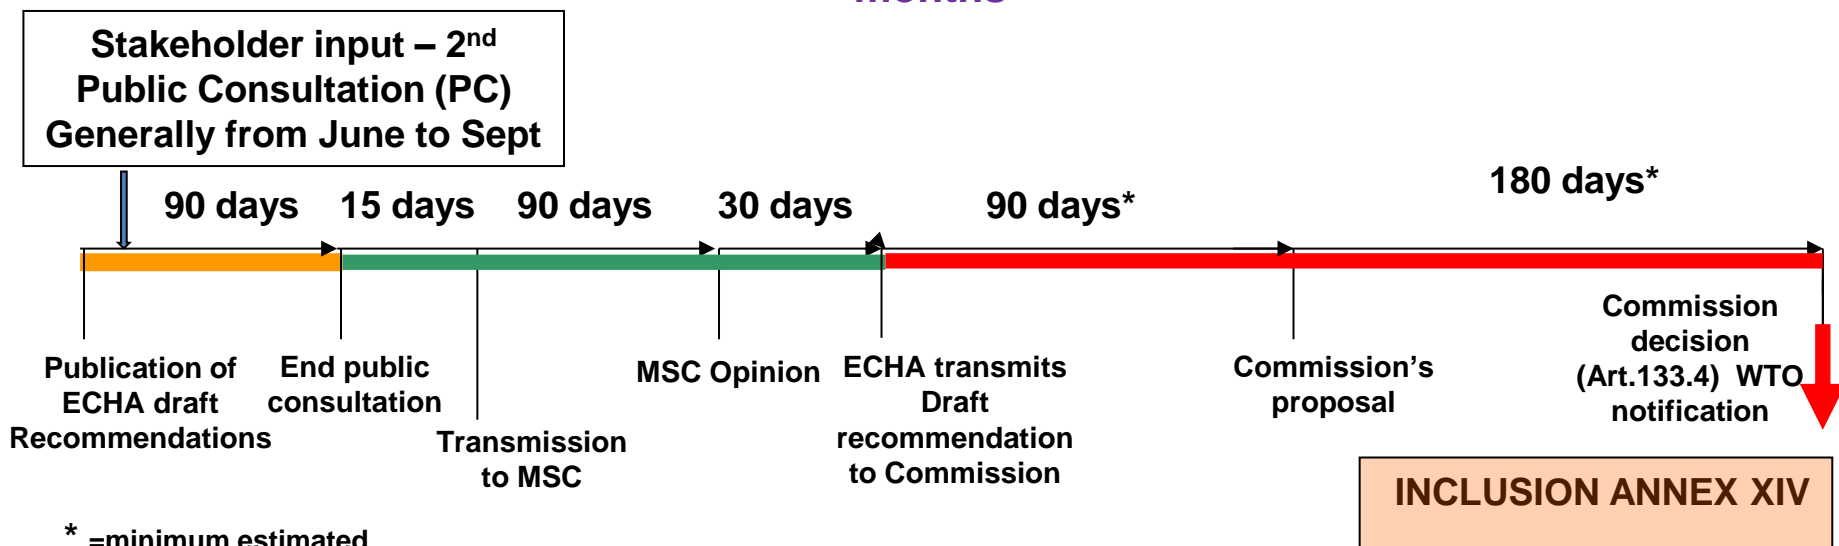 months
Stakeholder input – 2nd
Public Consultation (PC)
Generally from June to Sept
90 days
15 days
90 days
30 days
90 days*
180 days*
Publication of
ECHA draft
Recommendations
End public
consultation
Transmission
to MSC
MSC Opinion
ECHA transmits
Draft
recommendation
to Commission
Commission’s
proposal
Commission
decision
(Art.133.4) WTO
notification
INCLUSION ANNEX XIV
* =minimum estimated